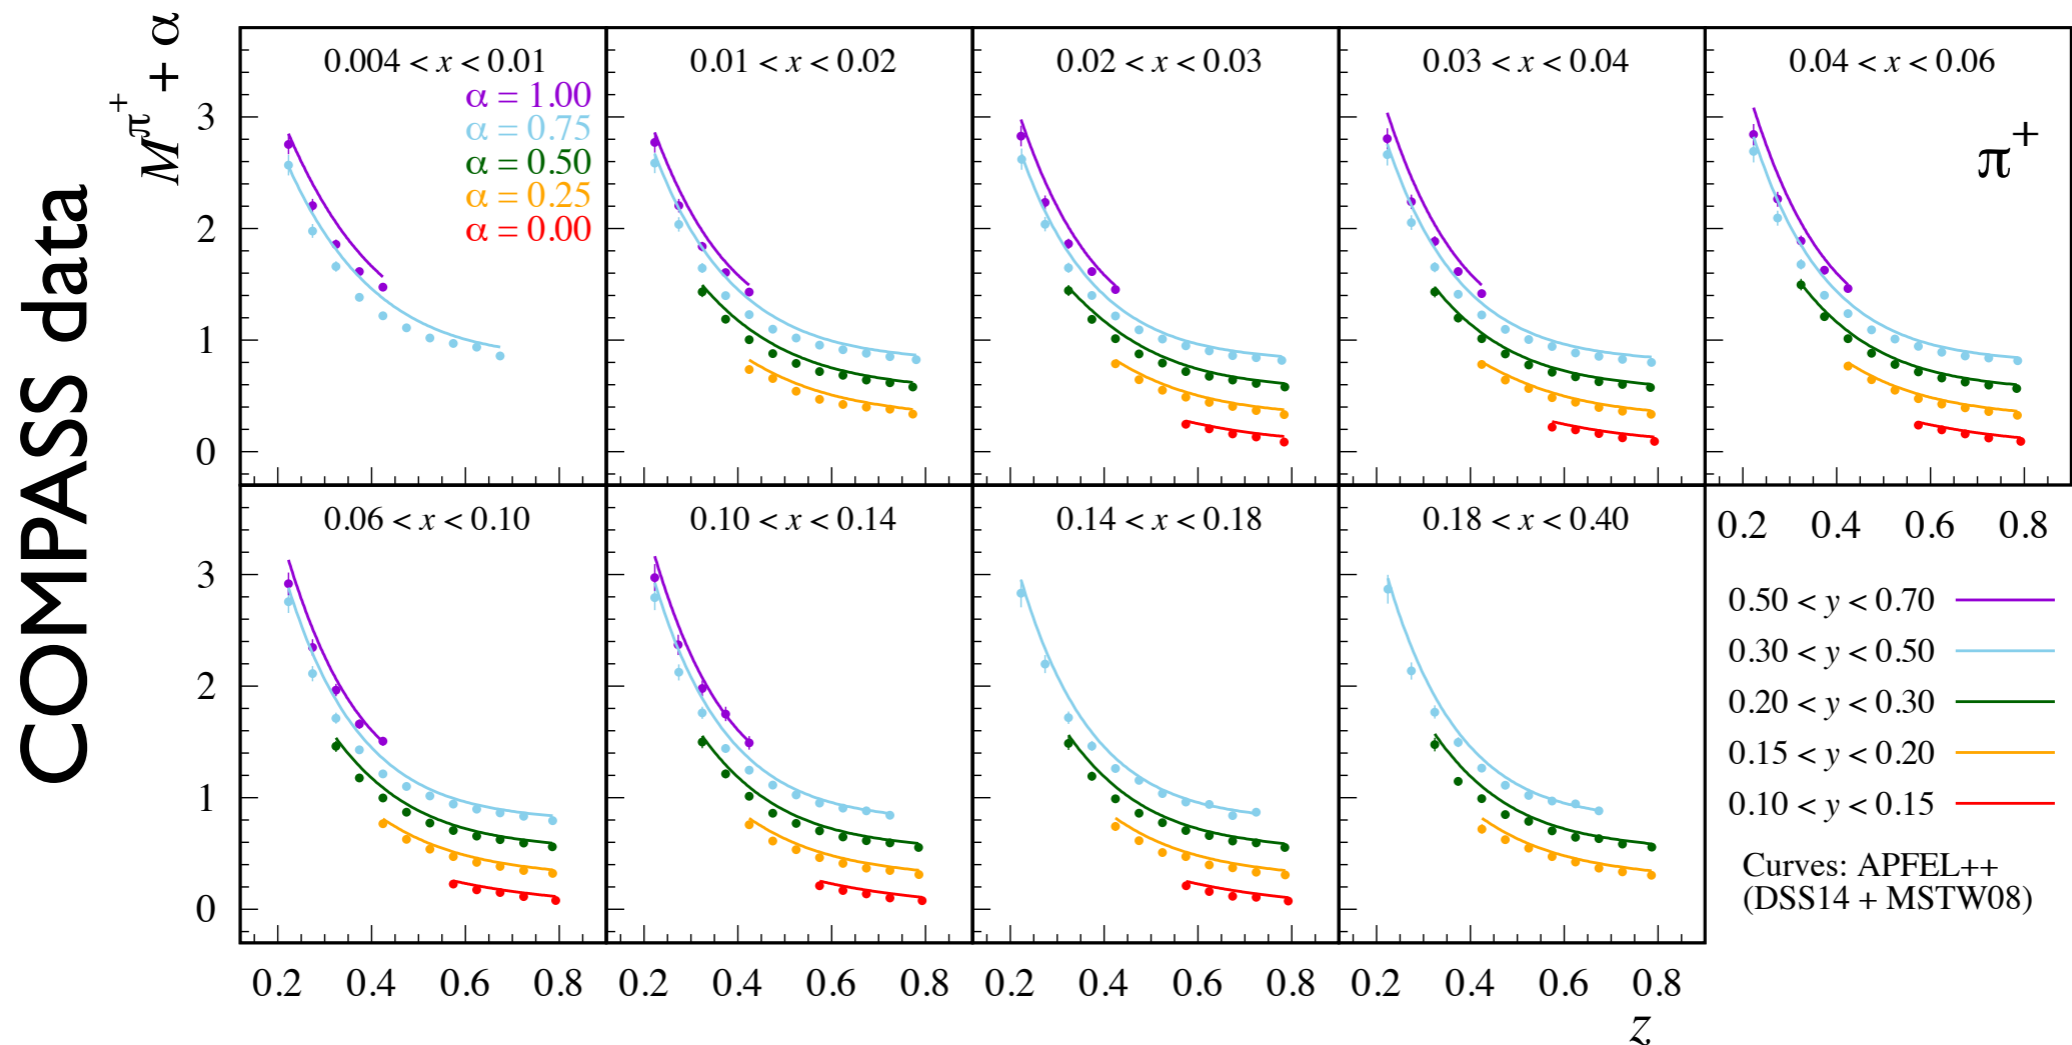 COMPASS data
M^π^+ + α
0.004 < x < 0.01
0.01 < x < 0.02
0.02 < x < 0.03
0.03 < x < 0.04
0.04 < x < 0.06
α = 1.00
α = 0.75
α = 0.50
α = 0.25
α = 0.00
π^+
3
2
1
0
0.06 < x < 0.10
0.10 < x < 0.14
0.14 < x < 0.18
0.18 < x < 0.40
0.2 0.4 0.6 0.8
3
2
1
0
0.50 < y < 0.70
0.30 < y < 0.50
0.20 < y < 0.30
0.15 < y < 0.20
0.10 < y < 0.15
Curves: APFEL++
(DSS14 + MSTW08)
0.2 0.4 0.6 0.8 0.2 0.4 0.6 0.8 0.2 0.4 0.6 0.8 0.2 0.4 0.6 0.8
z